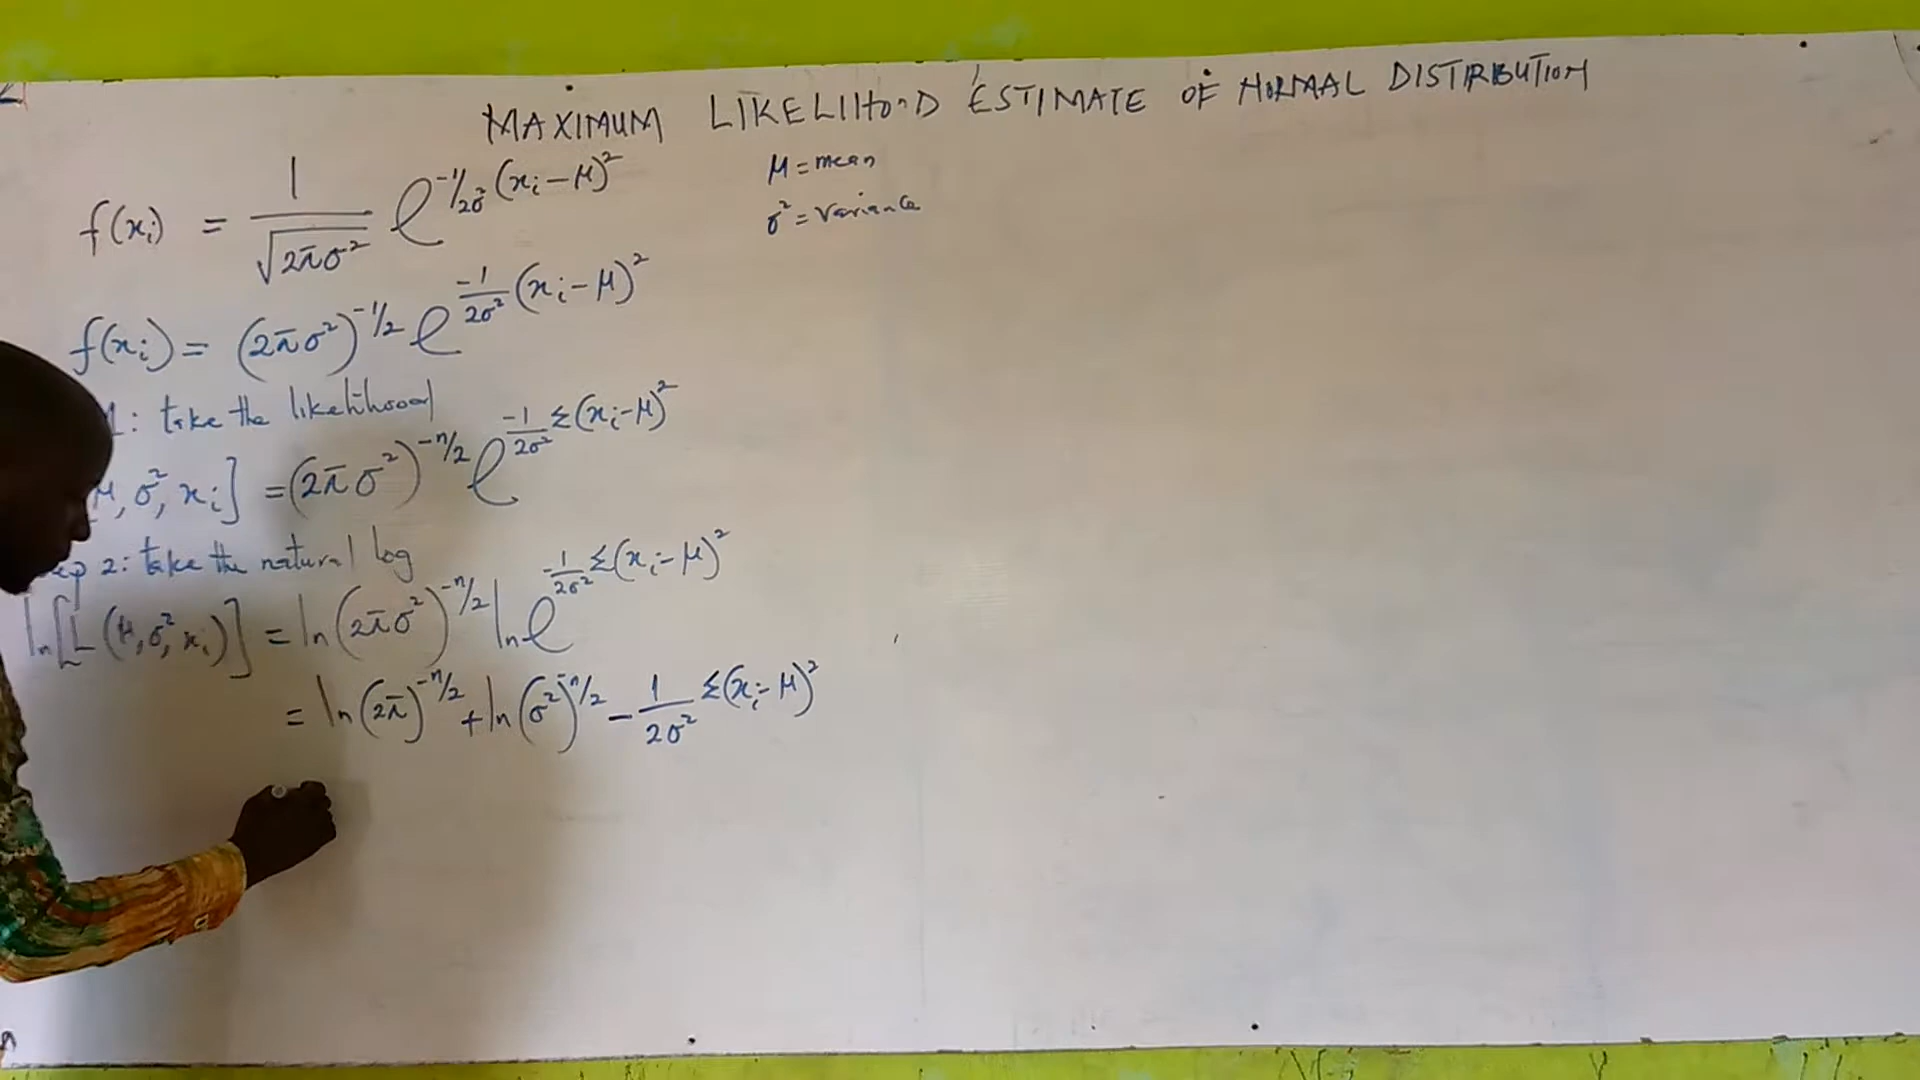 MAXIMUM LIKELIHOOD ESTIMATE OF NORMAL DISTRIBUTION
f(xᵢ) = 1/√(2πσ²) e^(-1/2σ² (xᵢ-μ)²)
μ = mean
σ² = variance
f(xᵢ) = (2πσ²)^(-1/2) e^(-1/2σ² (xᵢ-μ)²)
1: take the likelihood
μ, σ², xᵢ] = (2πσ²)^(-n/2) e^(-1/2σ² Σ(xᵢ-μ)²)
2: take the natural log
ln[L(μ,σ²,xᵢ)] = ln(2πσ²)^(-n/2) ln e^(-1/2σ² Σ(xᵢ-μ)²)
= ln(2π)^(-n/2) + ln(σ²)^(-n/2) - 1/2σ² Σ(xᵢ-μ)²